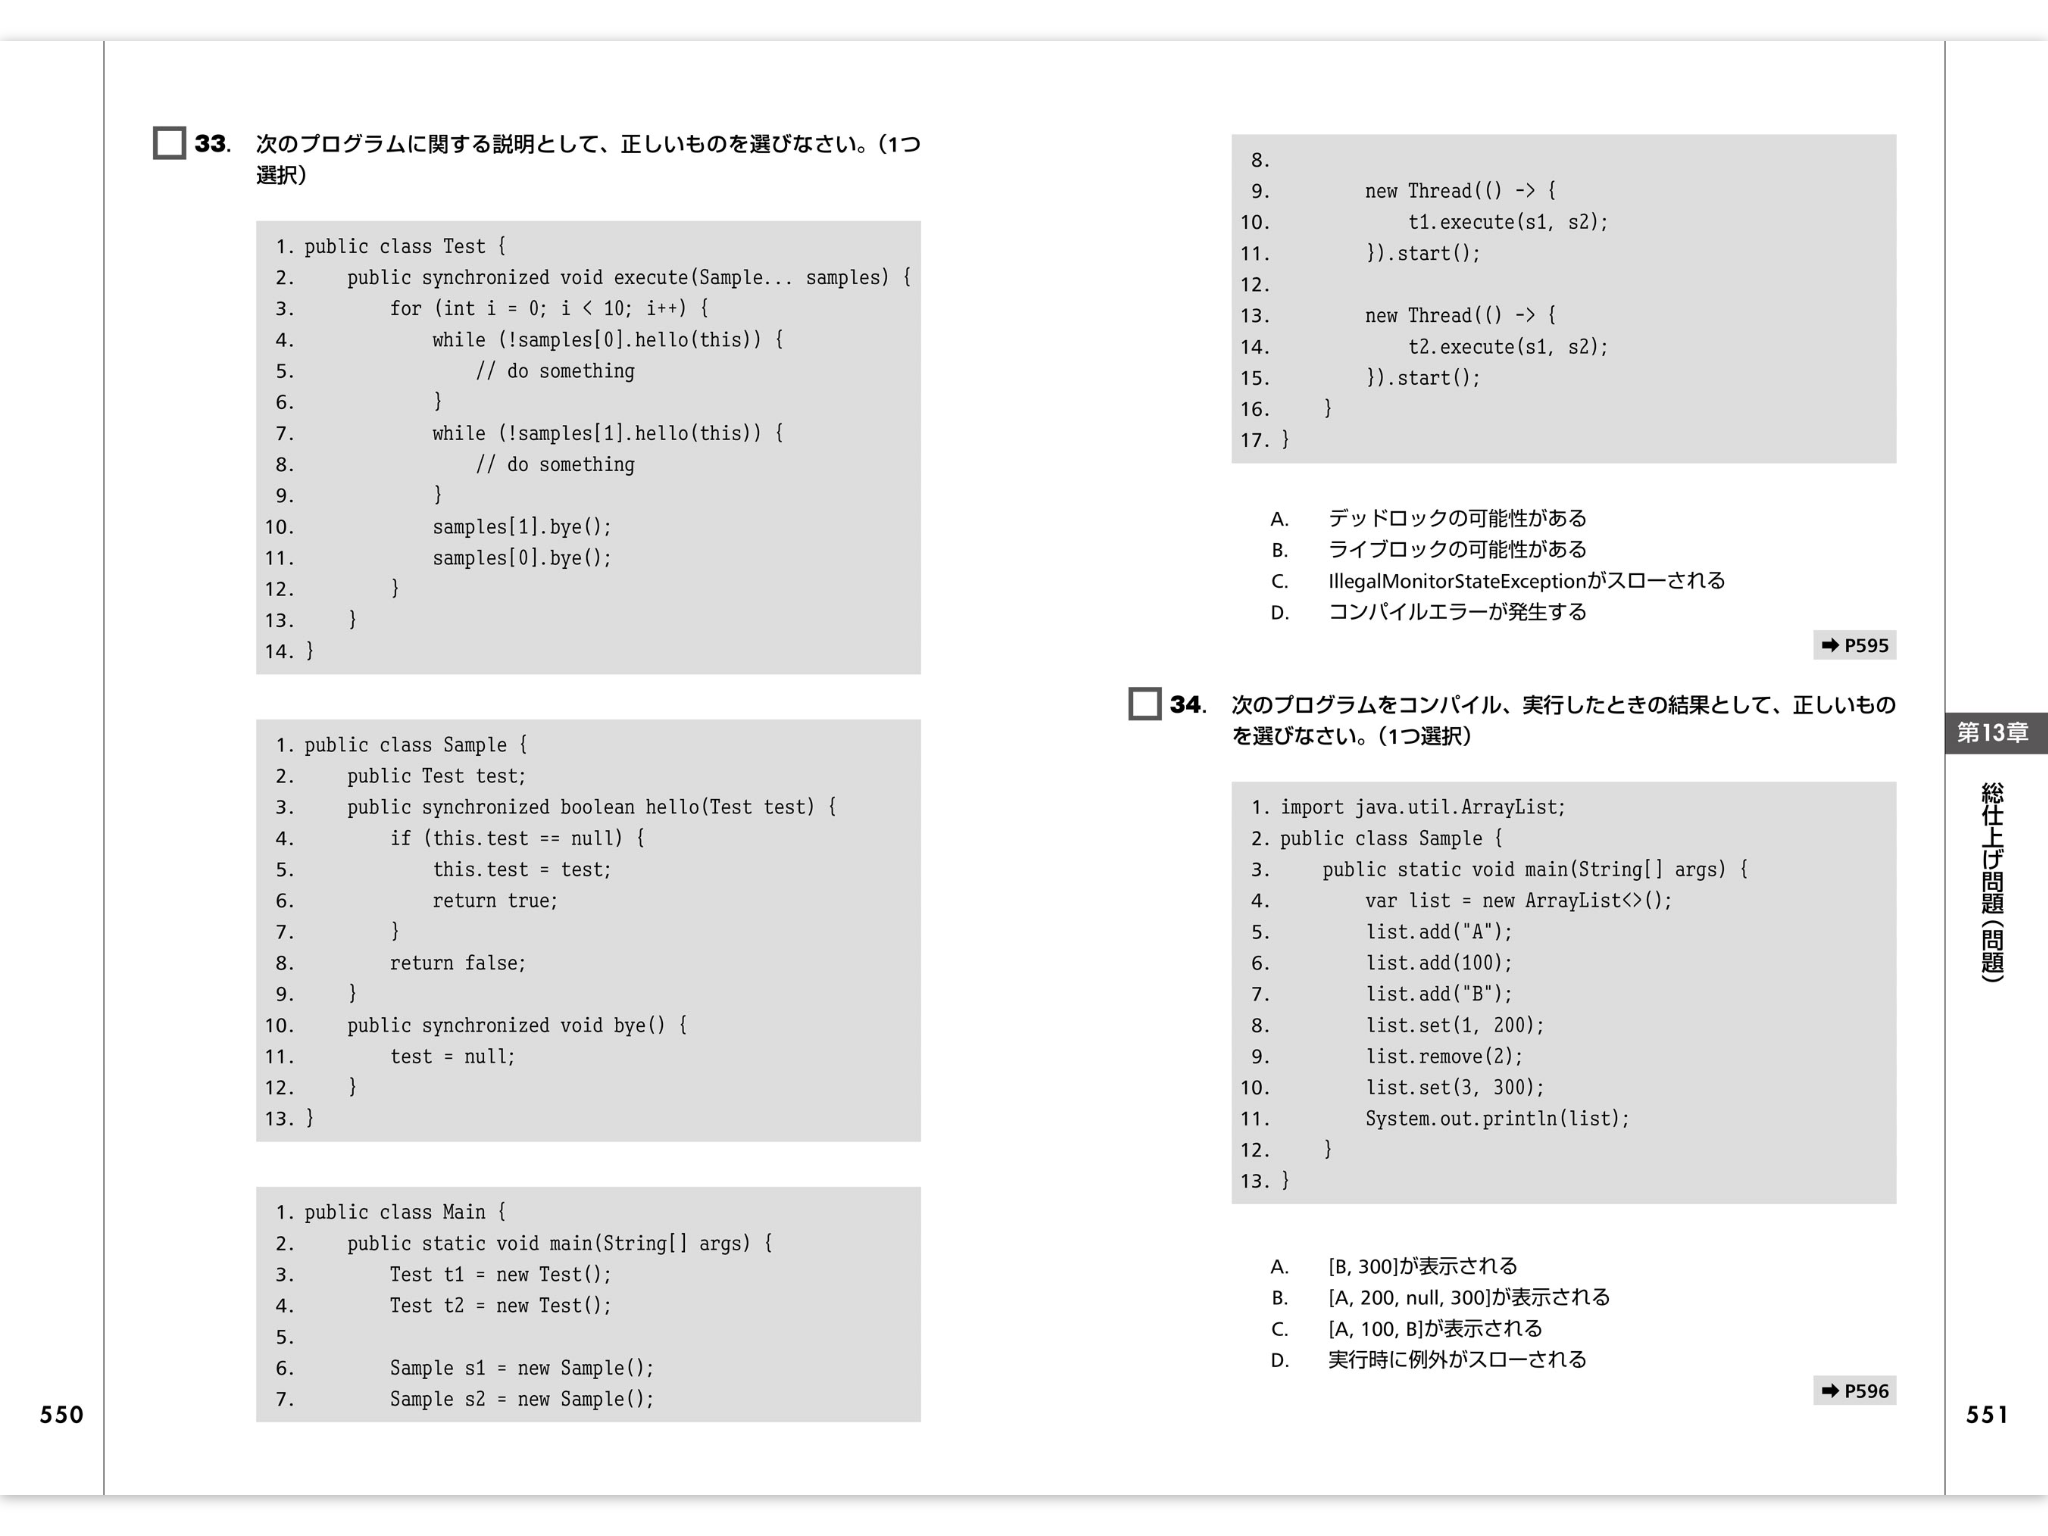 33. 次のプログラムに関する説明として、正しいものを選びなさい。（1つ
選択）
1. public class Test {
2.     public synchronized void execute(Sample... samples) {
3.         for (int i = 0; i < 10; i++) {
4.             while (!samples[0].hello(this)) {
5.                 // do something
6.             }
7.             while (!samples[1].hello(this)) {
8.                 // do something
9.             }
10.             samples[1].bye();
11.             samples[0].bye();
12.         }
13.     }
14. }
1. public class Sample {
2.     public Test test;
3.     public synchronized boolean hello(Test test) {
4.         if (this.test == null) {
5.             this.test = test;
6.             return true;
7.         }
8.         return false;
9.     }
10.     public synchronized void bye() {
11.         test = null;
12.     }
13. }
1. public class Main {
2.     public static void main(String[] args) {
3.         Test t1 = new Test();
4.         Test t2 = new Test();
5.
6.         Sample s1 = new Sample();
7.         Sample s2 = new Sample();
550
8.
9.         new Thread(() -> {
10.             t1.execute(s1, s2);
11.         }).start();
12.
13.         new Thread(() -> {
14.             t2.execute(s1, s2);
15.         }).start();
16.     }
17. }
A. デッドロックの可能性がある
B. ライブロックの可能性がある
C. IllegalMonitorStateExceptionがスローされる
D. コンパイルエラーが発生する
➡ P595
34. 次のプログラムをコンパイル、実行したときの結果として、正しいもの
を選びなさい。（1つ選択）
1. import java.util.ArrayList;
2. public class Sample {
3.     public static void main(String[] args) {
4.         var list = new ArrayList<>();
5.         list.add("A");
6.         list.add(100);
7.         list.add("B");
8.         list.set(1, 200);
9.         list.remove(2);
10.         list.set(3, 300);
11.         System.out.println(list);
12.     }
13. }
A. [B, 300]が表示される
B. [A, 200, null, 300]が表示される
C. [A, 100, B]が表示される
D. 実行時に例外がスローされる
➡ P596
第13章
総仕上げ問題（問題）
551